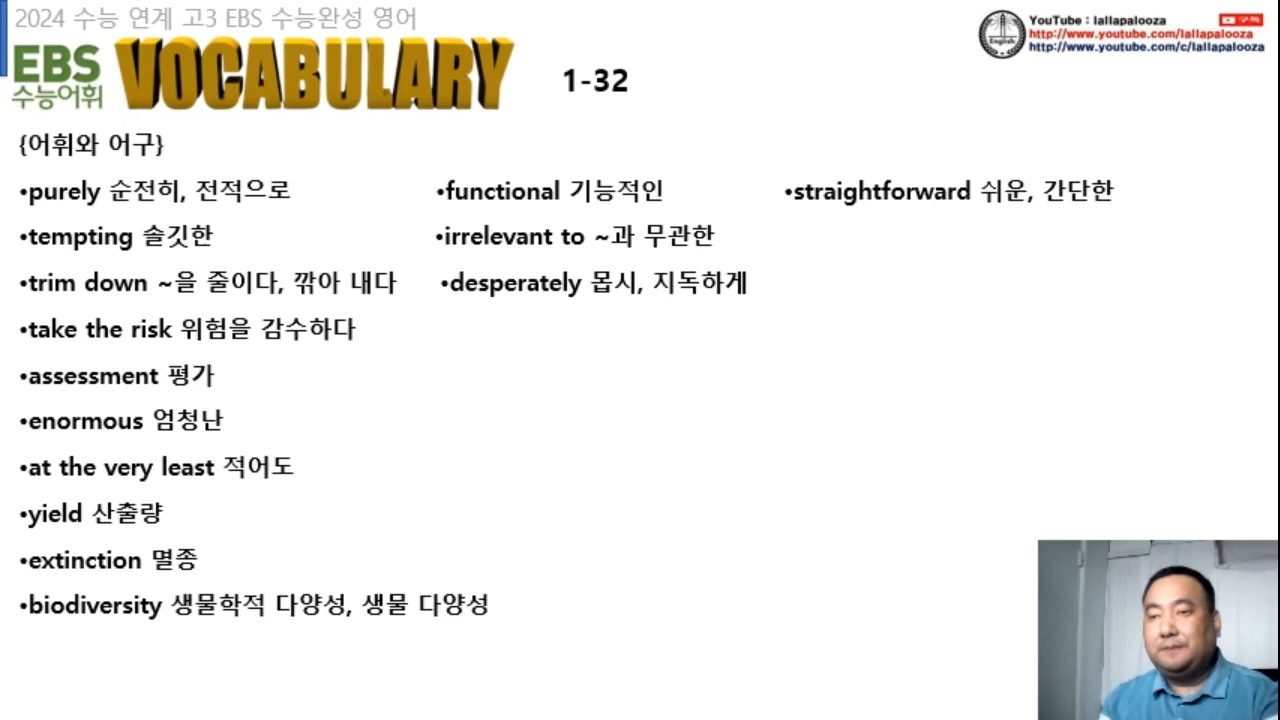 2024 수능 연계 고3 EBS 수능완성 영어
EBS
수능어휘
VOCABULARY
1-32
YouTube : lallapalooza
구독
http://www.youtube.com/lallapalooza
http://www.youtube.com/c/lallapalooza
English
{어휘와 어구}
•purely 순전히, 전적으로 •functional 기능적인 •straightforward 쉬운, 간단한
•tempting 솔깃한 •irrelevant to ~과 무관한
•trim down ~을 줄이다, 깎아 내다 •desperately 몹시, 지독하게
•take the risk 위험을 감수하다
•assessment 평가
•enormous 엄청난
•at the very least 적어도
•yield 산출량
•extinction 멸종
•biodiversity 생물학적 다양성, 생물 다양성